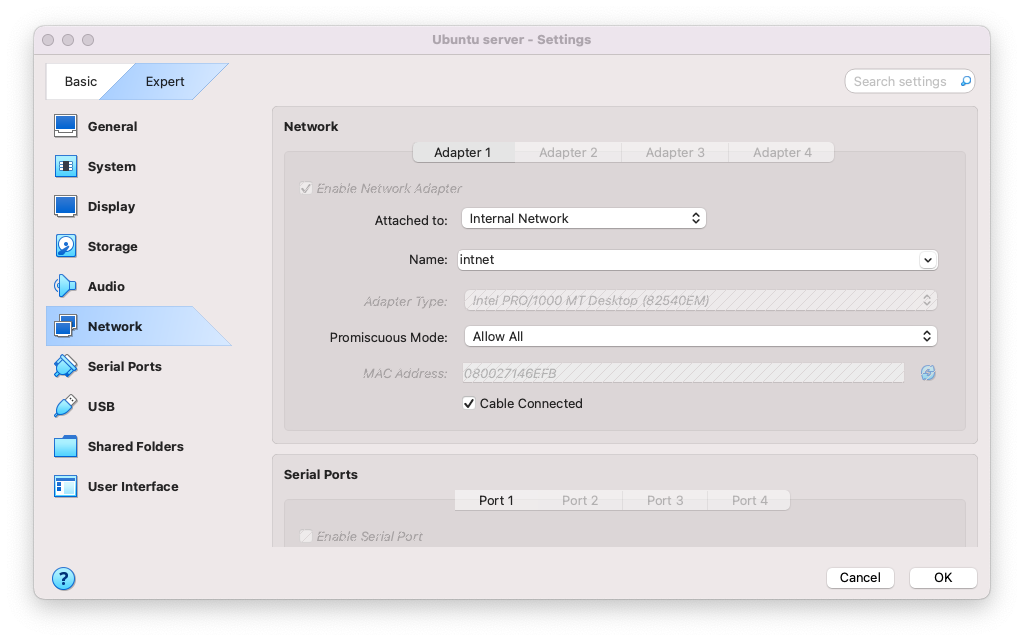 Ubuntu server - Settings
Basic
Expert
Search settings
General
System
Display
Storage
Audio
Network
Serial Ports
USB
Shared Folders
User Interface
Network
Adapter 1
Adapter 2
Adapter 3
Adapter 4
Enable Network Adapter
Attached to: Internal Network
Name: intnet
Adapter Type: Intel PRO/1000 MT Desktop (82540EM)
Promiscuous Mode: Allow All
MAC Address: 080027146EFB
Cable Connected
Serial Ports
Port 1
Port 2
Port 3
Port 4
Enable Serial Port
?
Cancel
OK